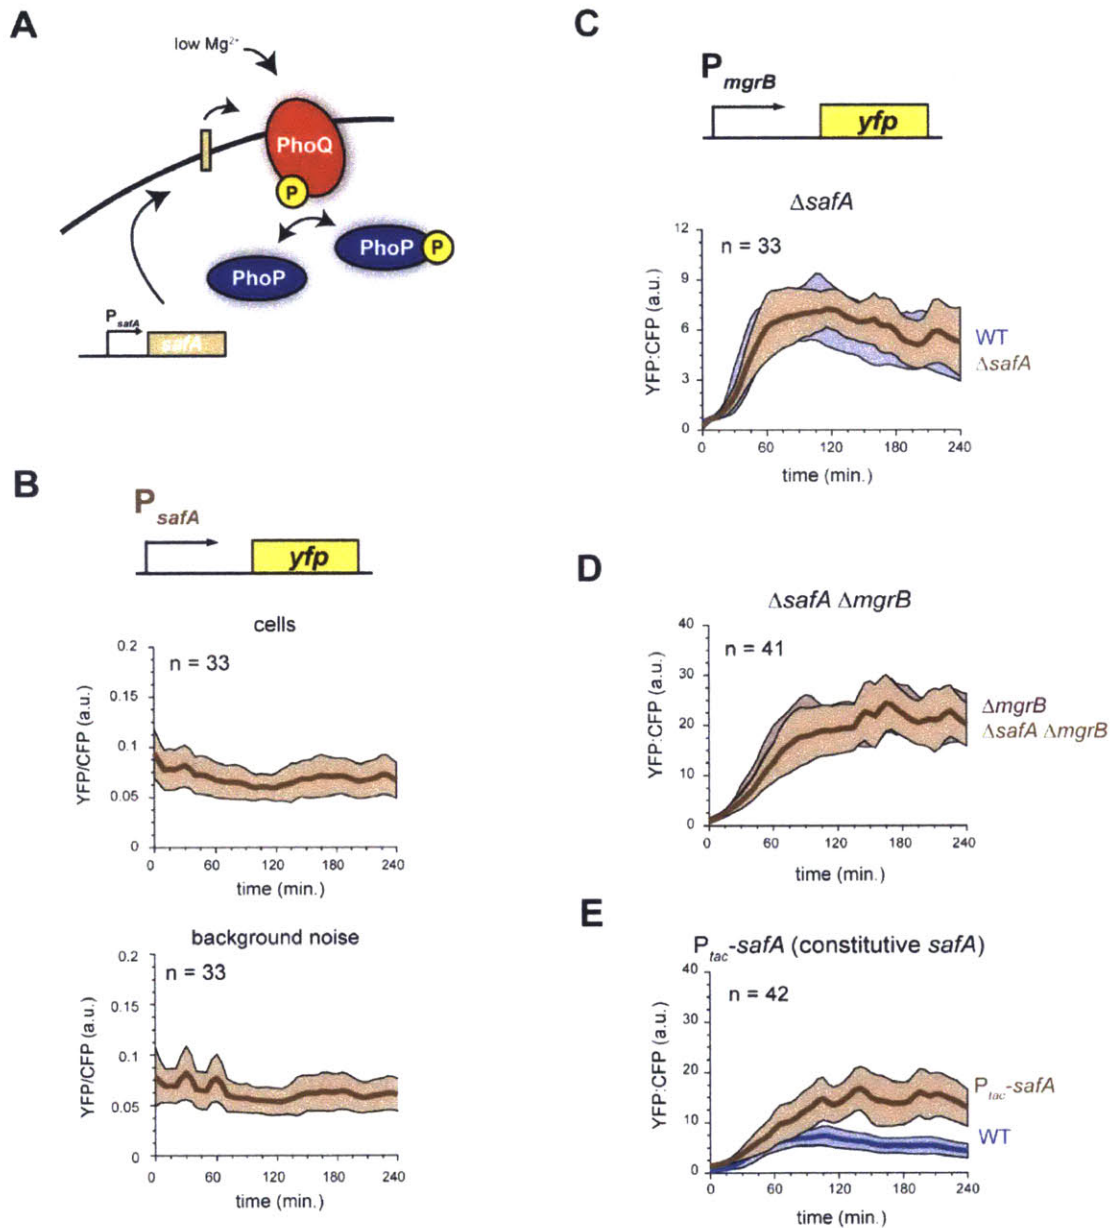 A
low Mg²⁺
PhoQ
P
PhoP
P
PhoP
P safA
safA
B
P safA
yfp
cells
n = 33
YFP/CFP (a.u.)
0.2
0.15
0.1
0.05
0
0 60 120 180 240
time (min.)
background noise
n = 33
YFP/CFP (a.u.)
0.2
0.15
0.1
0.05
0
0 60 120 180 240
time (min.)
C
P mgrB
yfp
ΔsafA
n = 33
YFP:CFP (a.u.)
12
9
6
3
0
0 60 120 180 240
time (min.)
WT
ΔsafA
D
ΔsafA ΔmgrB
n = 41
YFP:CFP (a.u.)
40
30
20
10
0
0 60 120 180 240
time (min.)
ΔmgrB
ΔsafA ΔmgrB
E
Ptac-safA (constitutive safA)
n = 42
YFP:CFP (a.u.)
40
30
20
10
0
0 60 120 180 240
time (min.)
Ptac-safA
WT